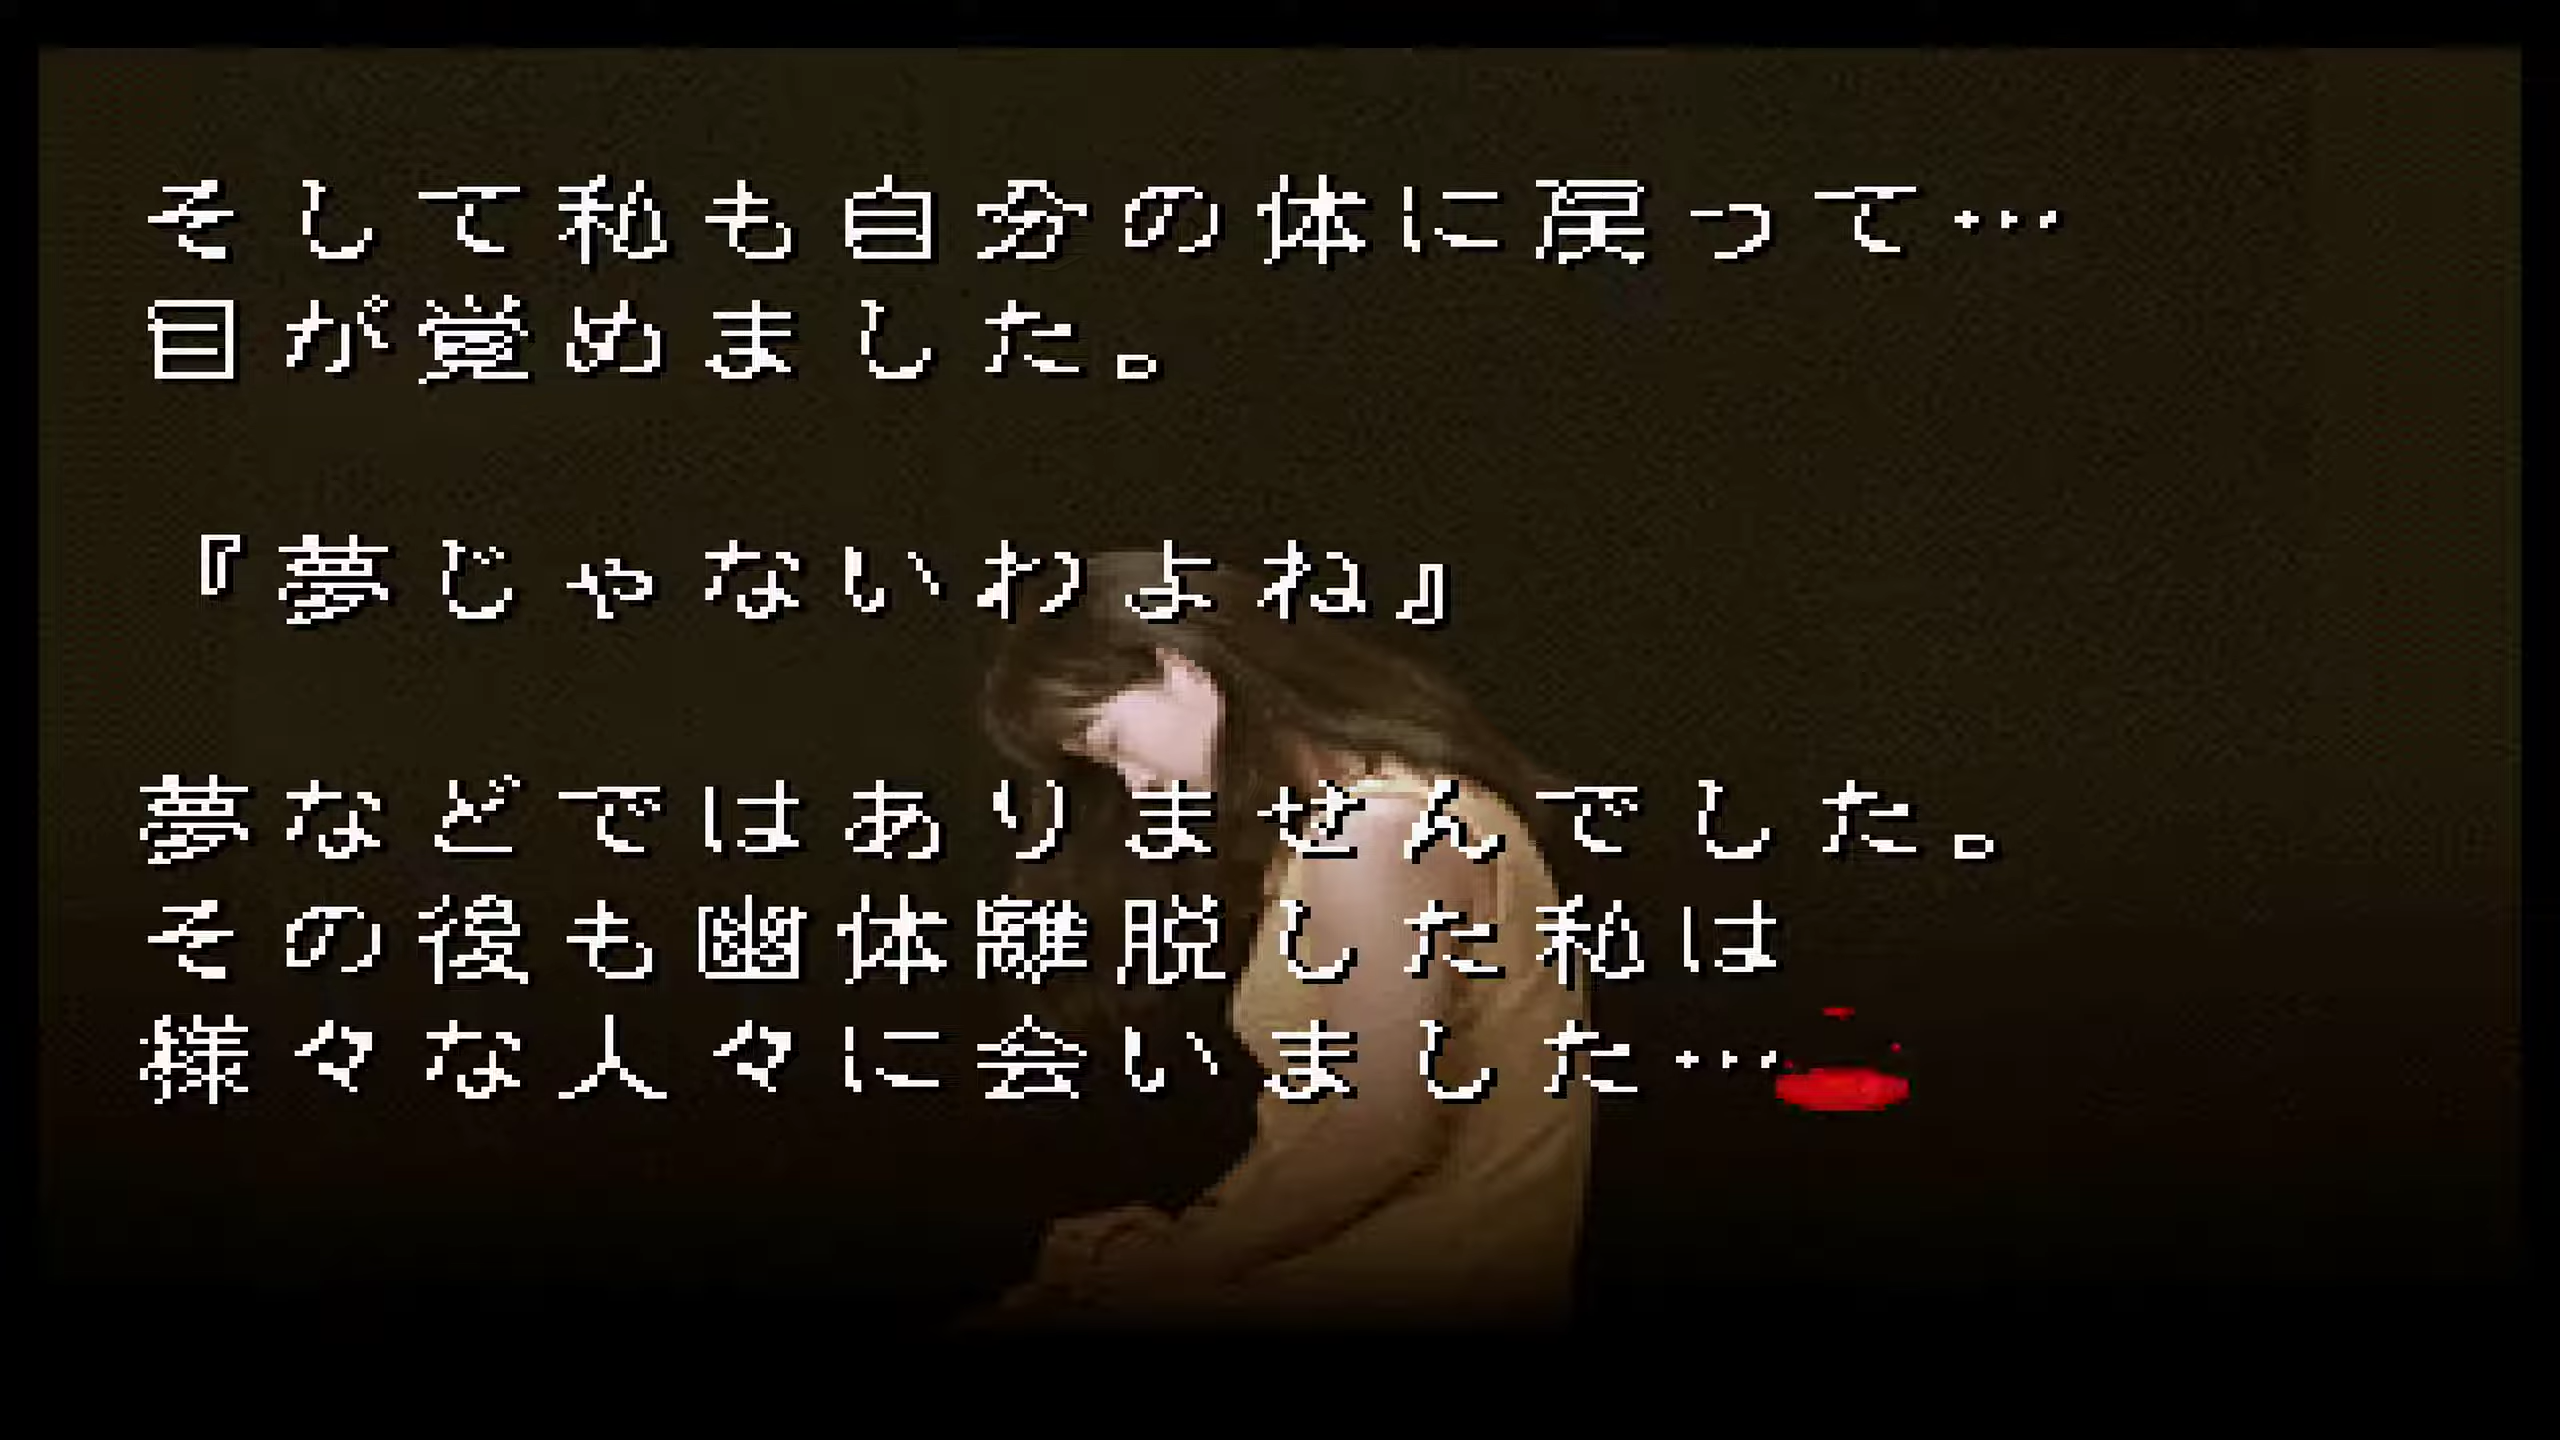 そして私も自分の体に戻って…
目が覚めました。
『夢じゃないわよね』
夢などではありませんでした。
その後も幽体離脱した私は
様々な人々に会いました…